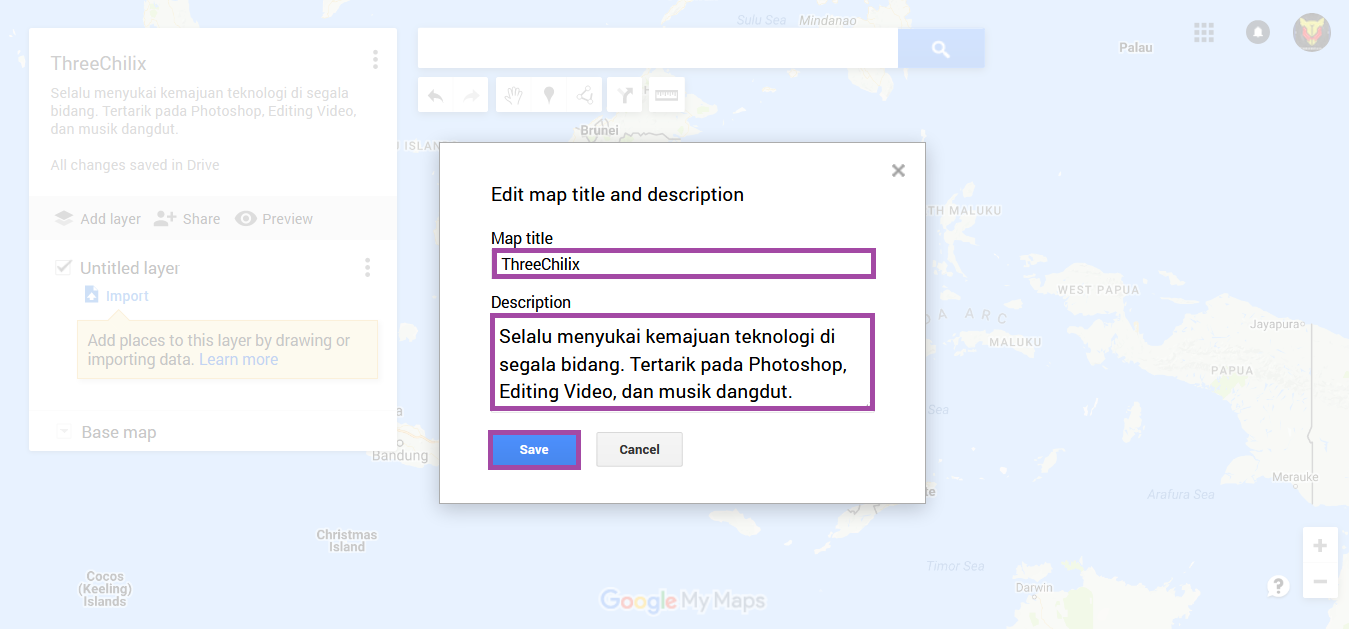 Sulu Sea
Mindanao
Palau
ThreeChilix
Selalu menyukai kemajuan teknologi di segala
bidang. Tertarik pada Photoshop, Editing Video,
dan musik dangdut.
All changes saved in Drive
Brunei
Add layer
Share
Preview
Untitled layer
Import
Add places to this layer by drawing or
importing data. Learn more
Base map
Edit map title and description
Map title
ThreeChilix
Description
Selalu menyukai kemajuan teknologi di
segala bidang. Tertarik pada Photoshop,
Editing Video, dan musik dangdut.
Save
Cancel
TH MALUKU
WEST PAPUA
Jayapura
MALUKU
PAPUA
Sea
Bandung
Merauke
Arafura Sea
Christmas
Island
Timor Sea
Cocos
(Keeling)
Islands
Darwin
Google My Maps